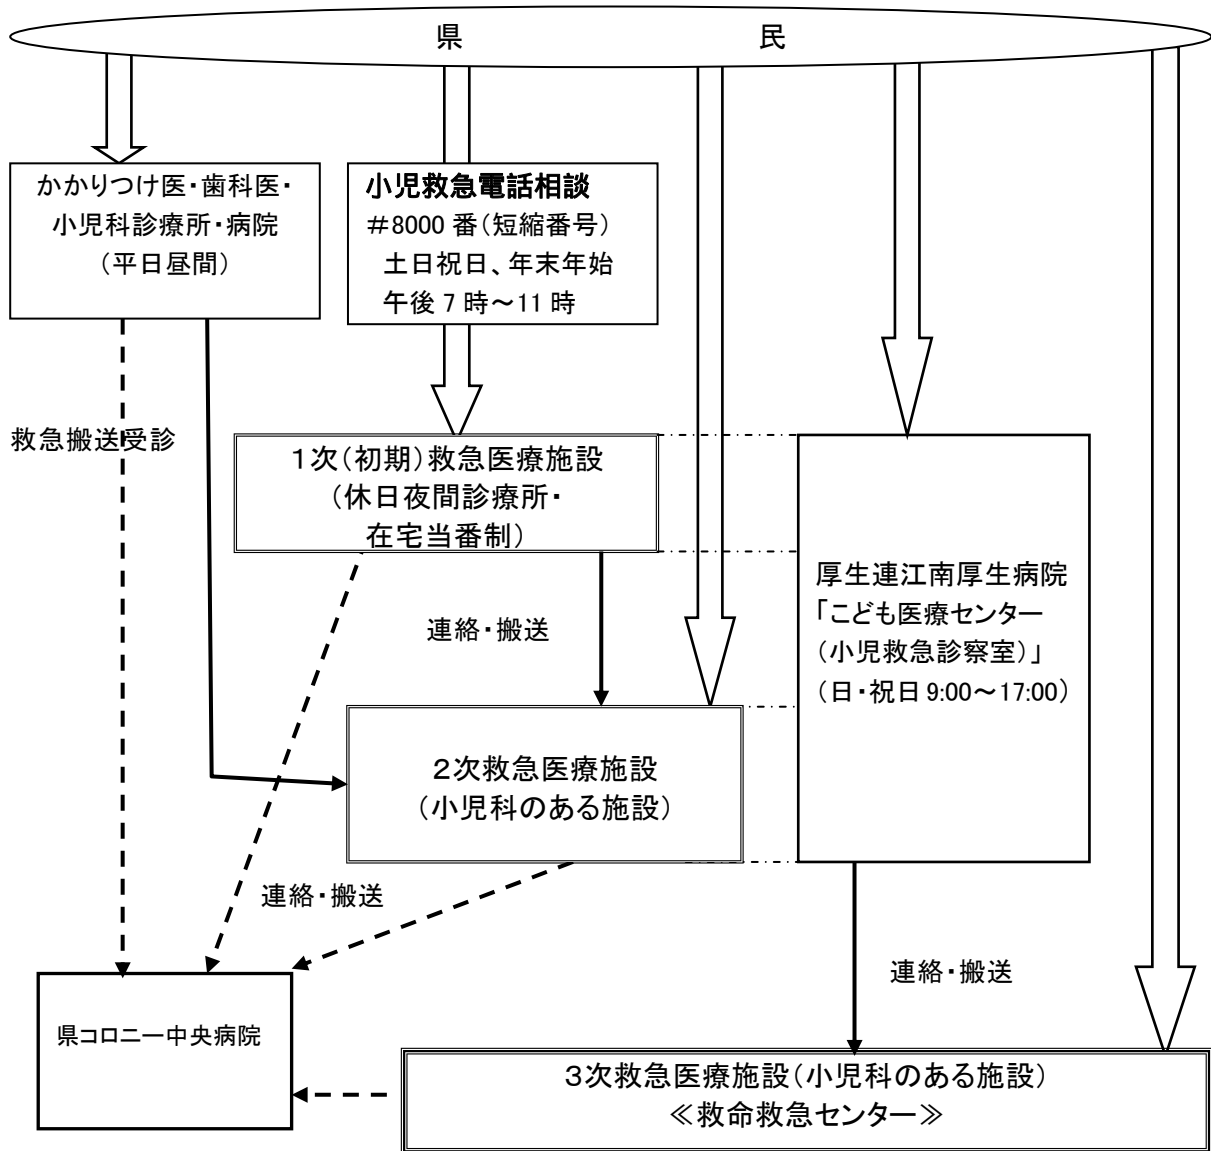 県 民
かかりつけ医・歯科医・
小児科診療所・病院
（平日昼間）
小児救急電話相談
＃8000 番（短縮番号）
土日祝日、年末年始
午後 7 時～11 時
救急搬送受診
１次（初期）救急医療施設
（休日夜間診療所・
在宅当番制）
厚生連江南厚生病院
「こども医療センター
（小児救急診察室）」
（日・祝日 9:00～17:00）
連絡・搬送
２次救急医療施設
（小児科のある施設）
連絡・搬送
連絡・搬送
県コロニー中央病院
３次救急医療施設（小児科のある施設）
≪救命救急センター≫